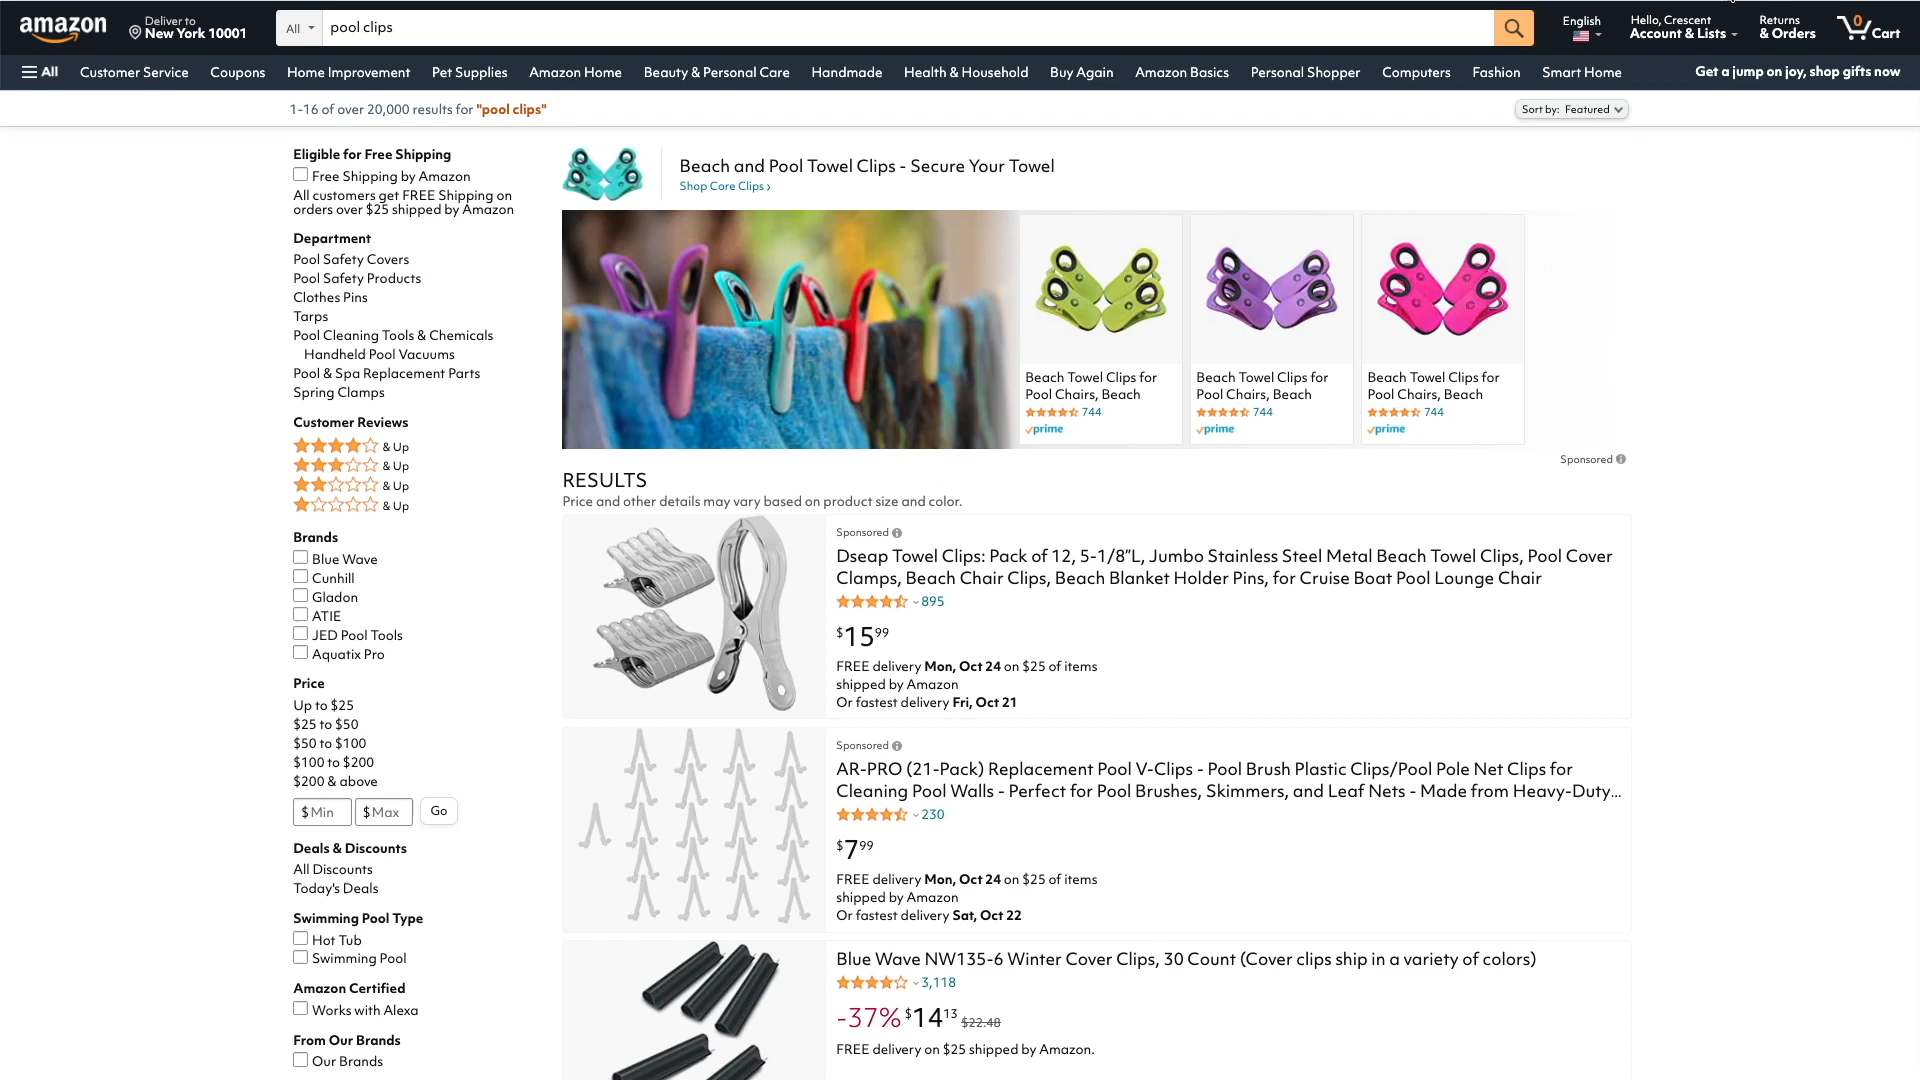 amazon
Deliver to
New York 10001
All
pool clips
English
Hello, Crescent
Account & Lists
Returns
& Orders
0
Cart
All
Customer Service
Coupons
Home Improvement
Pet Supplies
Amazon Home
Beauty & Personal Care
Handmade
Health & Household
Buy Again
Amazon Basics
Personal Shopper
Computers
Fashion
Smart Home
Get a jump on joy, shop gifts now
1-16 of over 20,000 results for "pool clips"
Sort by: Featured
Eligible for Free Shipping
Free Shipping by Amazon
All customers get FREE Shipping on
orders over $25 shipped by Amazon
Department
Pool Safety Covers
Pool Safety Products
Clothes Pins
Tarps
Pool Cleaning Tools & Chemicals
Handheld Pool Vacuums
Pool & Spa Replacement Parts
Spring Clamps
Customer Reviews
& Up
& Up
& Up
& Up
Brands
Blue Wave
Cunhill
Gladon
ATIE
JED Pool Tools
Aquatix Pro
Price
Up to $25
$25 to $50
$50 to $100
$100 to $200
$200 & above
$ Min
$ Max
Go
Deals & Discounts
All Discounts
Today's Deals
Swimming Pool Type
Hot Tub
Swimming Pool
Amazon Certified
Works with Alexa
From Our Brands
Our Brands
Beach and Pool Towel Clips - Secure Your Towel
Shop Core Clips ›
Beach Towel Clips for
Pool Chairs, Beach
744
prime
Beach Towel Clips for
Pool Chairs, Beach
744
prime
Beach Towel Clips for
Pool Chairs, Beach
744
prime
Sponsored
RESULTS
Price and other details may vary based on product size and color.
Sponsored
Dseap Towel Clips: Pack of 12, 5-1/8”L, Jumbo Stainless Steel Metal Beach Towel Clips, Pool Cover
Clamps, Beach Chair Clips, Beach Blanket Holder Pins, for Cruise Boat Pool Lounge Chair
895
$15 99
FREE delivery Mon, Oct 24 on $25 of items
shipped by Amazon
Or fastest delivery Fri, Oct 21
Sponsored
AR-PRO (21-Pack) Replacement Pool V-Clips - Pool Brush Plastic Clips/Pool Pole Net Clips for
Cleaning Pool Walls - Perfect for Pool Brushes, Skimmers, and Leaf Nets - Made from Heavy-Duty...
230
$7 99
FREE delivery Mon, Oct 24 on $25 of items
shipped by Amazon
Or fastest delivery Sat, Oct 22
Blue Wave NW135-6 Winter Cover Clips, 30 Count (Cover clips ship in a variety of colors)
3,118
-37% $14 13 $22.48
FREE delivery on $25 shipped by Amazon.